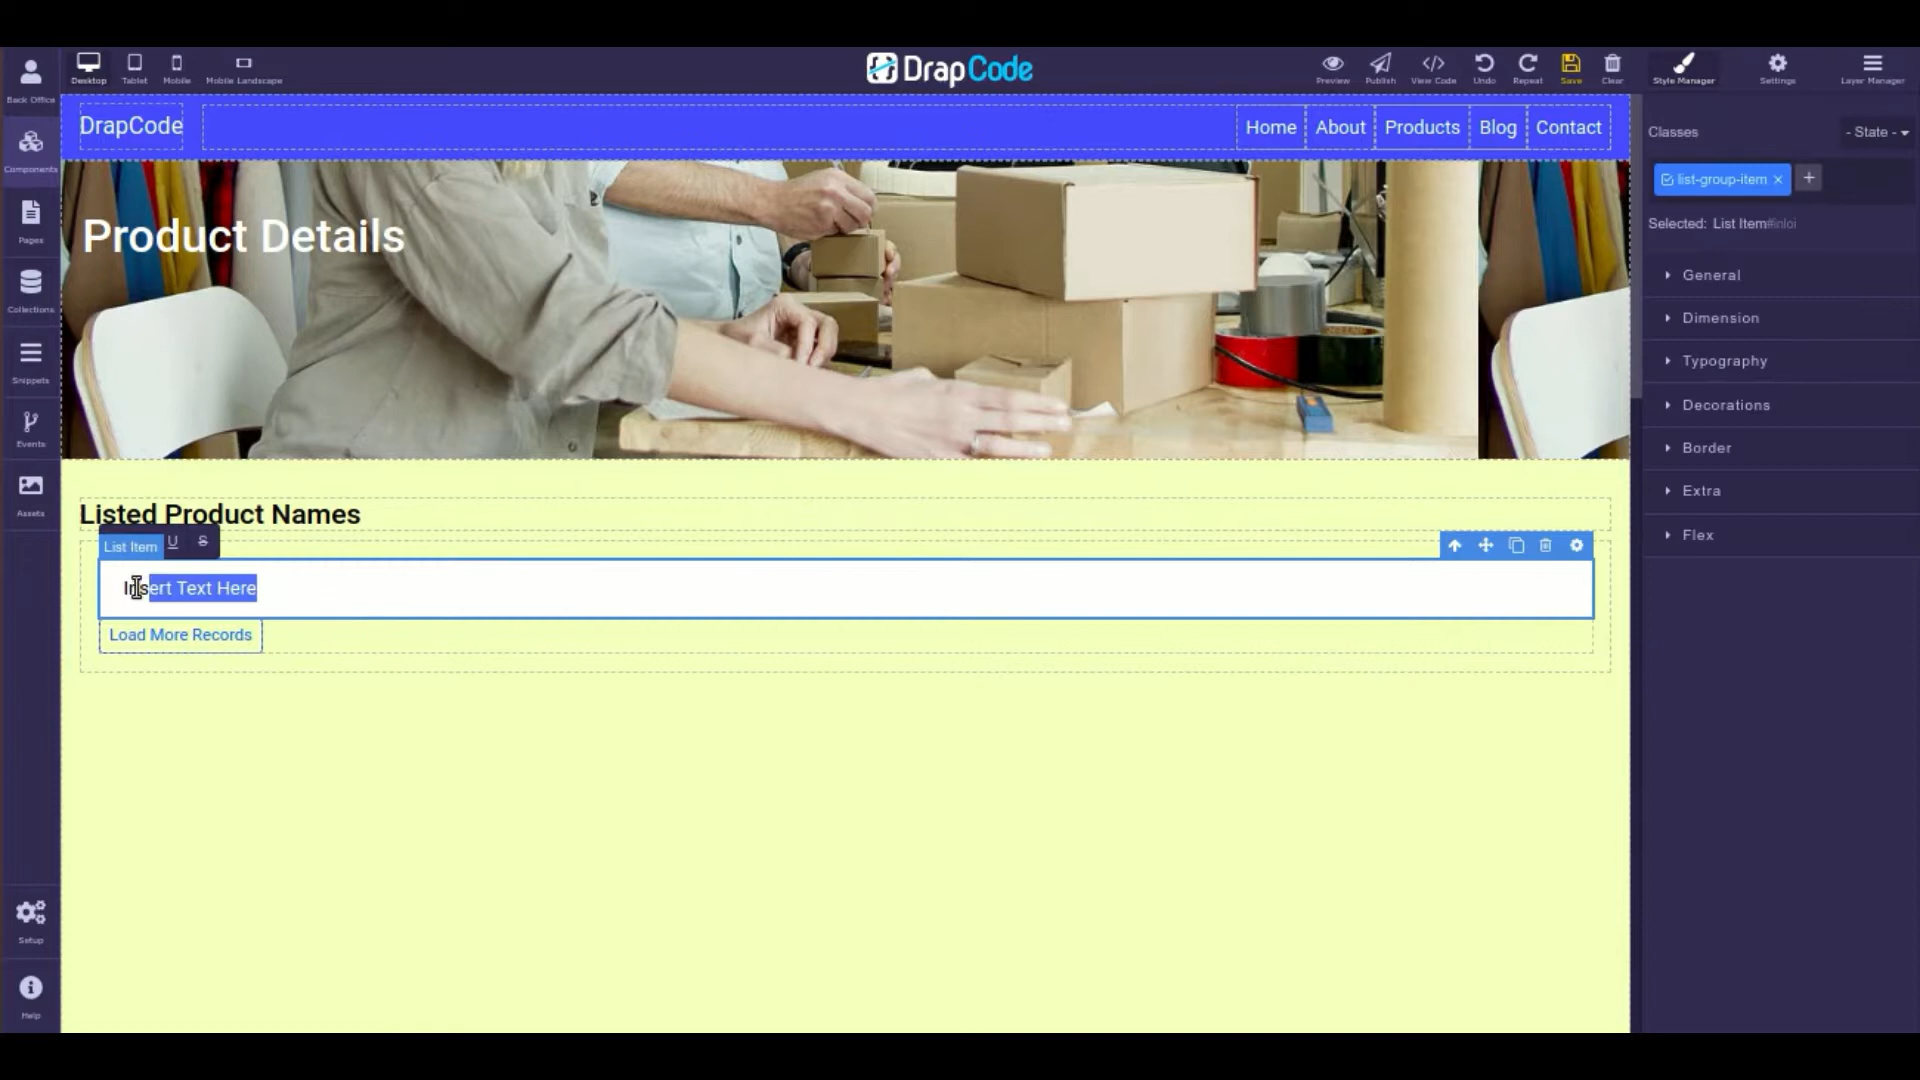 Back Office
Desktop
Tablet
Mobile
Mobile Landscape
DrapCode
Preview
Publish
View Code
Undo
Repeat
Save
Clear
Style Manager
Settings
Layer Manager
Components
Pages
Collections
Snippets
Events
Assets
Setup
Help
DrapCode
Home
About
Products
Blog
Contact
Product Details
Listed Product Names
List Item
U
S
Insert Text Here
Load More Records
Classes
- State -
list-group-item
Selected: List Item
General
Dimension
Typography
Decorations
Border
Extra
Flex